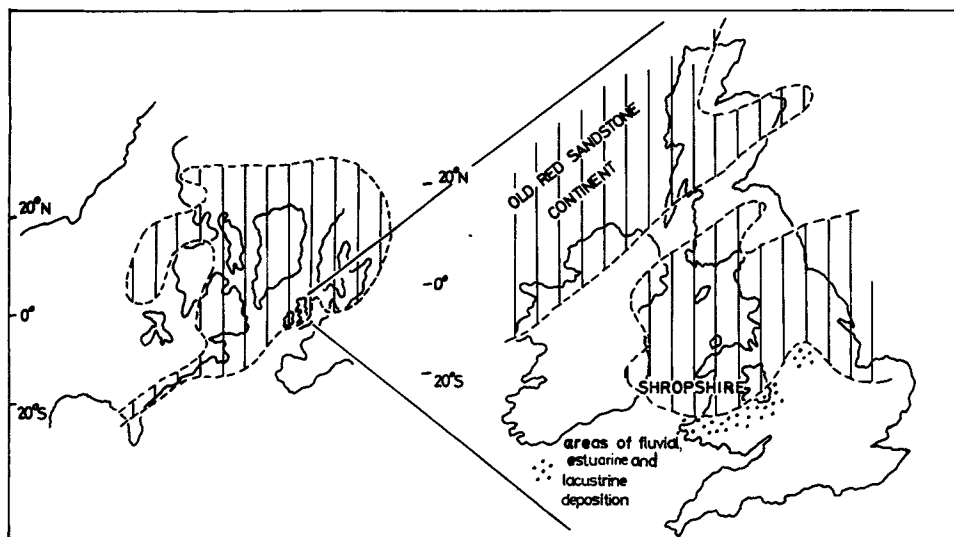 20°N
0°
20°S
20°N
0°
20°S
OLD RED SANDSTONE
CONTINENT
SHROPSHIRE
areas of fluvial,
estuarine and
lacustrine
deposition